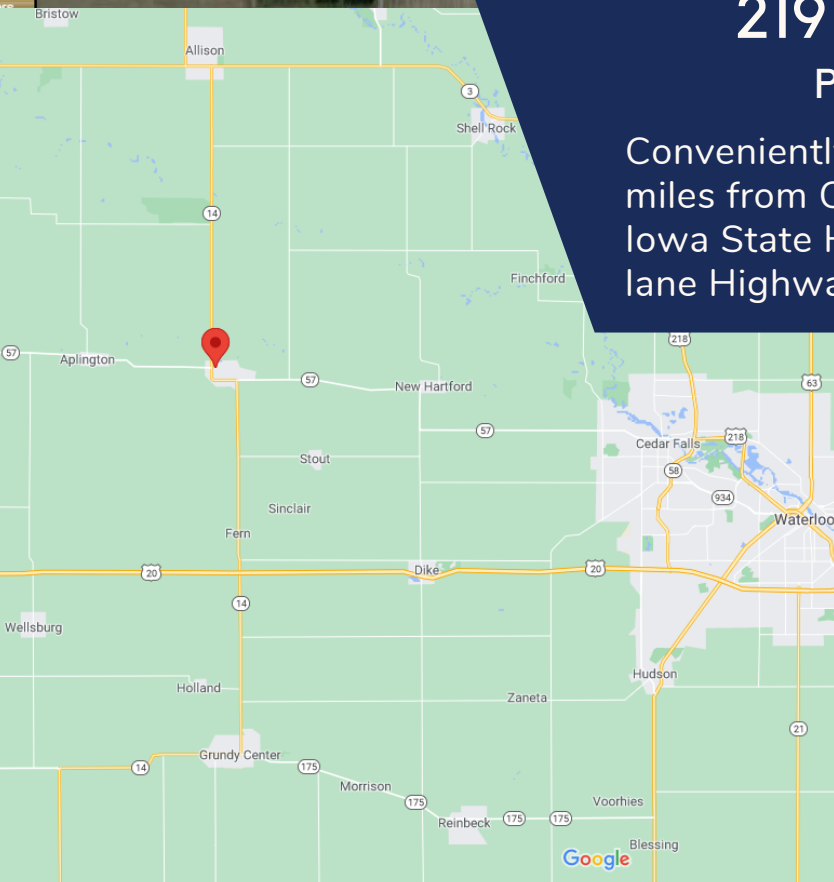 219
P
Conveniently
miles from
Iowa State
lane Highwa
Bristow
Allison
3
Shell Rock
14
Finchford
57
Aplington
57
New Hartford
218
63
57
Cedar Falls
218
58
Stout
934
Sinclair
Waterloo
Fern
20
Dike
20
14
Wellsburg
Hudson
Holland
Zaneta
21
Grundy Center
14
175
Morrison
175
Voorhies
Reinbeck
175
175
Blessing
Google